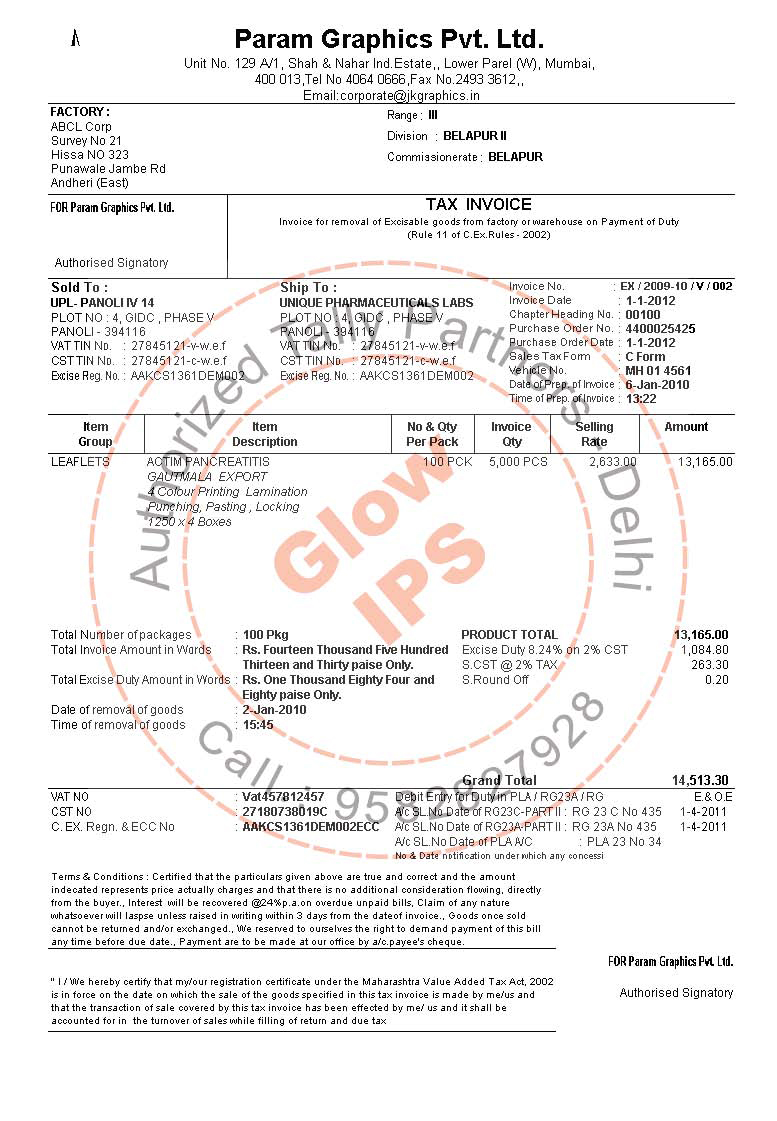 Param Graphics Pvt. Ltd.
Unit No. 129 A/1, Shah & Nahar Ind.Estate,, Lower Parel (W), Mumbai,
400 013,Tel No 4064 0666,Fax No.2493 3612,,
Email:corporate@jkgraphics.in
FACTORY :
ABCL Corp
Survey No 21
Hissa NO 323
Punawale Jambe Rd
Andheri (East)
Range : III
Division : BELAPUR II
Commissionerate : BELAPUR
FOR Param Graphics Pvt. Ltd.
Authorised Signatory
TAX INVOICE
Invoice for removal of Excisable goods from factory or warehouse on Payment of Duty
(Rule 11 of C.Ex.Rules - 2002)
Sold To :
UPL- PANOLI IV 14
PLOT NO : 4, GIDC , PHASE V
PANOLI - 394116
VAT TIN No. : 27845121-v-w.e.f
CST TIN No. : 27845121-c-w.e.f
Excise Reg. No. : AAKCS1361DEM002
Ship To :
UNIQUE PHARMACEUTICALS LABS
PLOT NO : 4, GIDC , PHASE V
PANOLI - 394116
VAT TIN No. : 27845121-v-w.e.f
CST TIN No. : 27845121-c-w.e.f
Excise Reg. No. : AAKCS1361DEM002
Invoice No. : EX / 2009-10 / V / 002
Invoice Date : 1-1-2012
Chapter Heading No. : 00100
Purchase Order No. : 4400025425
Purchase Order Date : 1-1-2012
Sales Tax Form : C Form
Vehicle No. : MH 01 4561
Date of Prep. of Invoice : 6-Jan-2010
Time of Prep. of Invoice : 13:22
Item Item No & Qty Invoice Selling Amount
Group Description Per Pack Qty Rate
LEAFLETS ACTIM PANCREATITIS 100 PCK 5,000 PCS 2,633.00 13,165.00
GAUTMALA EXPORT
4 Colour Printing Lamination
Punching, Pasting , Locking
1250 x 4 Boxes
Authorized Tally Partners - Delhi
Glow
IPS
Call : 9582827928
Total Number of packages : 100 Pkg
Total Invoice Amount in Words : Rs. Fourteen Thousand Five Hundred
Thirteen and Thirty paise Only.
Total Excise Duty Amount in Words : Rs. One Thousand Eighty Four and
Eighty paise Only.
Date of removal of goods : 2-Jan-2010
Time of removal of goods : 15:45
PRODUCT TOTAL 13,165.00
Excise Duty 8.24% on 2% CST 1,084.80
S.CST @ 2% TAX 263.30
S.Round Off 0.20
Grand Total 14,513.30
VAT NO : Vat457812457
CST NO : 27180738019C
C. EX. Regn. & ECC No : AAKCS1361DEM002ECC
Debit Entry for Duty in PLA / RG23A / RG E.& O.E
A/c SL.No Date of RG23C-PART II : RG 23 C No 435 1-4-2011
A/c SL.No Date of RG23A-PART II : RG 23A No 435 1-4-2011
A/c SL.No Date of PLA A/C : PLA 23 No 34
No & Date notification under which any concessi
Terms & Conditions : Certified that the particulars given above are true and correct and the amount
indecated represents price actually charges and that there is no additional consideration flowing, directly
from the buyer., Interest will be recovered @24%p.a.on overdue unpaid bills, Claim of any nature
whatsoever will laspse unless raised in writing within 3 days from the dateof invoice., Goods once sold
cannot be returned and/or exchanged., We reserved to ourselves the right to demand payment of this bill
any time before due date., Payment are to be made at our office by a/c.payee's cheque.
FOR Param Graphics Pvt. Ltd.
Authorised Signatory
" I / We hereby certify that my/our registration certificate under the Maharashtra Value Added Tax Act, 2002
is in force on the date on which the sale of the goods specified in this tax invoice is made by me/us and
that the transaction of sale covered by this tax invoice has been effected by me/ us and it shall be
accounted for in the turnover of sales while filling of return and due tax